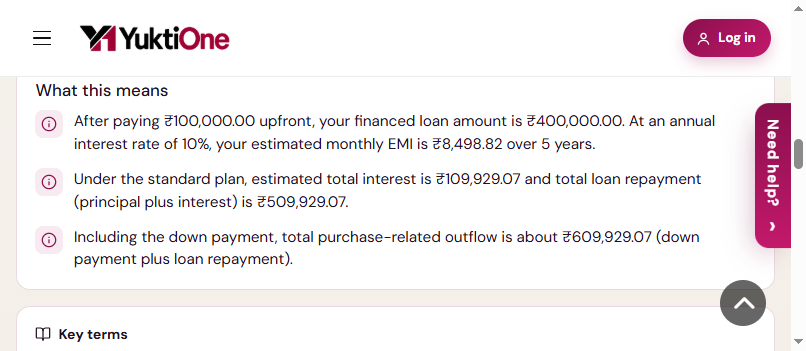 YuktiOne
Log in
What this means
After paying ₹100,000.00 upfront, your financed loan amount is ₹400,000.00. At an annual
interest rate of 10%, your estimated monthly EMI is ₹8,498.82 over 5 years.
Under the standard plan, estimated total interest is ₹109,929.07 and total loan repayment
(principal plus interest) is ₹509,929.07.
Including the down payment, total purchase-related outflow is about ₹609,929.07 (down
payment plus loan repayment).
Need help? ›
Key terms